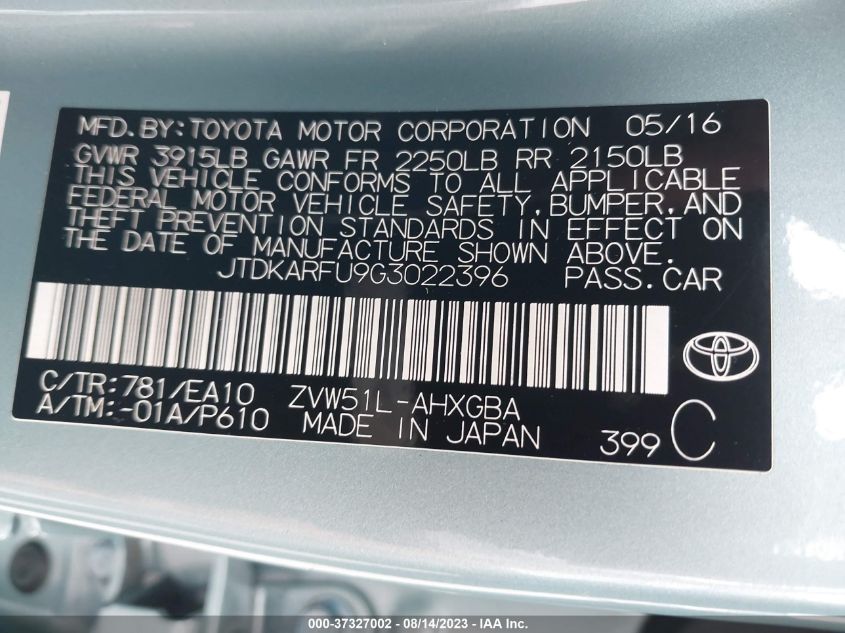 MFD.BY:TOYOTA MOTOR CORPORATION 05/16
GVWR 3915LB GAWR FR 2250LB RR 2150LB
THIS VEHICLE CONFORMS TO ALL APPLICABLE
FEDERAL MOTOR VEHICLE SAFETY,BUMPER,AND
THEFT PREVENTION STANDARDS IN EFFECT ON
THE DATE OF MANUFACTURE SHOWN ABOVE.
JTDKARFU9G3022396 PASS.CAR
C/TR:781/EA10 ZVW51L-AHXGBA
A/TM:-01A/P610 MADE IN JAPAN 399 C
000-37327002 - 08/14/2023 - IAA Inc.